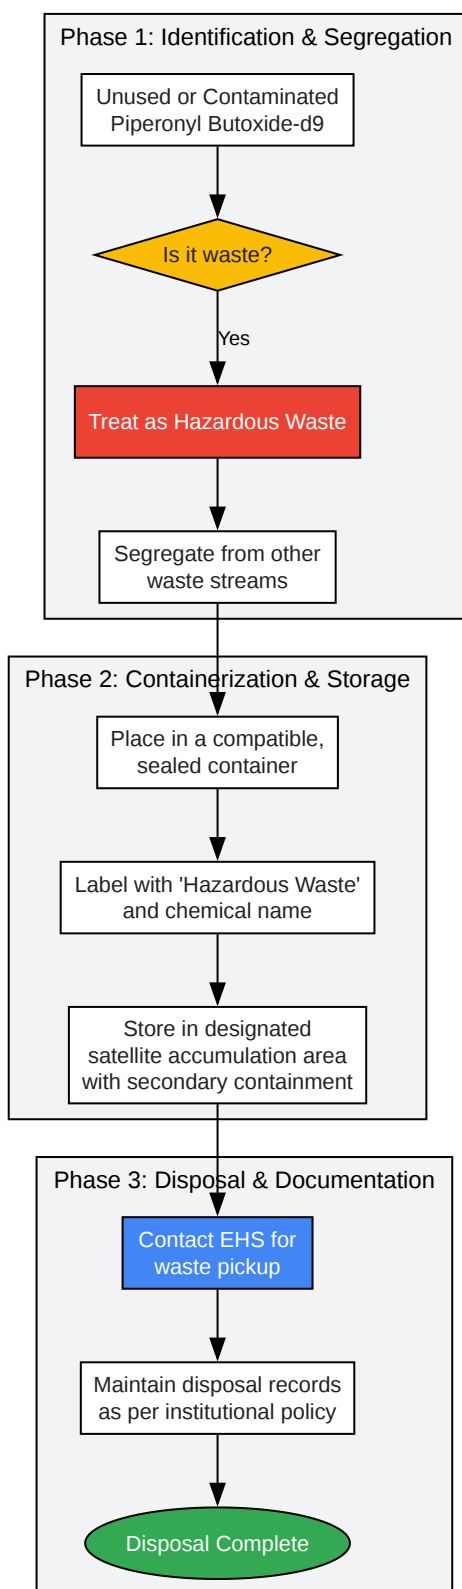 Phase 1: Identification & Segregation
Unused or Contaminated
Piperonyl Butoxide-d9
Is it waste?
Yes
Treat as Hazardous Waste
Segregate from other
waste streams
Phase 2: Containerization & Storage
Place in a compatible,
sealed container
Label with 'Hazardous Waste'
and chemical name
Store in designated
satellite accumulation area
with secondary containment
Phase 3: Disposal & Documentation
Contact EHS for
waste pickup
Maintain disposal records
as per institutional policy
Disposal Complete